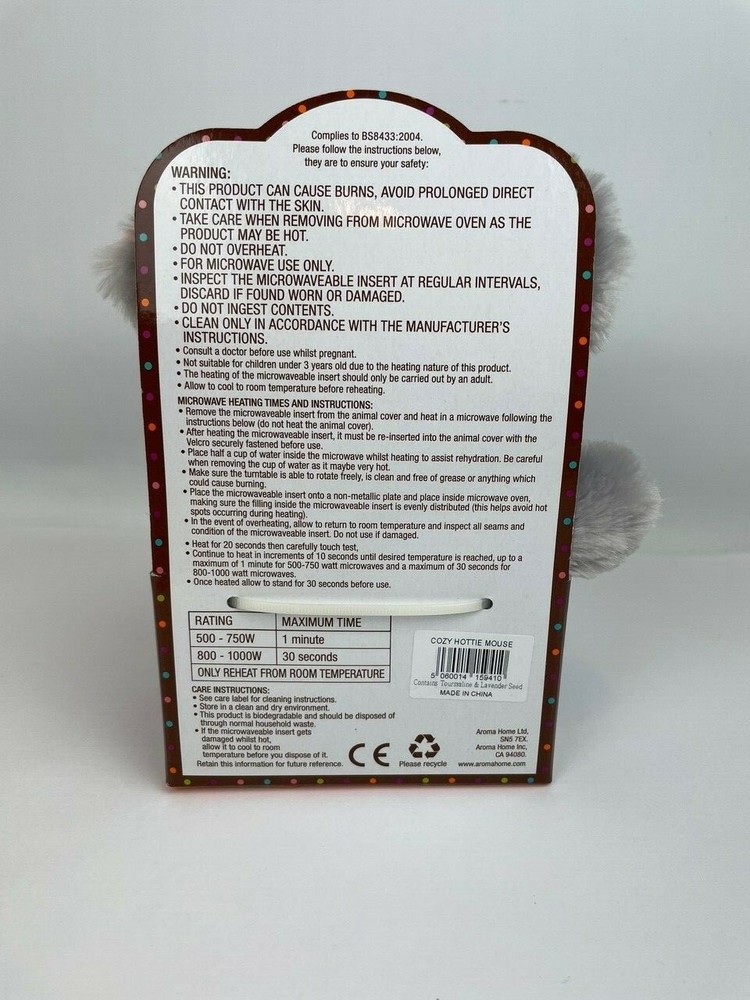 Complies to BS8433:2004.
Please follow the instructions below,
they are to ensure your safety:
WARNING:
• THIS PRODUCT CAN CAUSE BURNS, AVOID PROLONGED DIRECT
CONTACT WITH THE SKIN.
• TAKE CARE WHEN REMOVING FROM MICROWAVE OVEN AS THE
PRODUCT MAY BE HOT.
• DO NOT OVERHEAT.
• FOR MICROWAVE USE ONLY.
• INSPECT THE MICROWAVEABLE INSERT AT REGULAR INTERVALS,
DISCARD IF FOUND WORN OR DAMAGED.
• DO NOT INGEST CONTENTS.
• CLEAN ONLY IN ACCORDANCE WITH THE MANUFACTURER'S
INSTRUCTIONS.
• Consult a doctor before use whilst pregnant.
• Not suitable for children under 3 years old due to the heating nature of this product.
• The heating of the microwaveable insert should only be carried out by an adult.
• Allow to cool to room temperature before reheating.
MICROWAVE HEATING TIMES AND INSTRUCTIONS:
• Remove the microwaveable insert from the animal cover and heat in a microwave following the
instructions below (do not heat the animal cover).
• After heating the microwaveable insert, it must be re-inserted into the animal cover with the
Velcro securely fastened before use.
• Place half a cup of water inside the microwave whilst heating to assist rehydration. Be careful
when removing the cup of water as it maybe very hot.
• Make sure the turntable is able to rotate freely, is clean and free of grease or anything which
could cause burning.
• Place the microwaveable insert onto a non-metallic plate and place inside microwave oven,
making sure the filling inside the microwaveable insert is evenly distributed (this helps avoid hot
spots occurring during heating).
• In the event of overheating, allow to return to room temperature and inspect all seams and
condition of the microwaveable insert. Do not use if damaged.
• Heat for 20 seconds then carefully touch test,
• Continue to heat in increments of 10 seconds until desired temperature is reached, up to a
maximum of 1 minute for 500-750 watt microwaves and a maximum of 30 seconds for
800-1000 watt microwaves.
• Once heated allow to stand for 30 seconds before use.
RATING MAXIMUM TIME
500 - 750W 1 minute
800 - 1000W 30 seconds
ONLY REHEAT FROM ROOM TEMPERATURE
COZY HOTTIE MOUSE
5 060014 159410
Contains Tourmaline & Lavender Seed
MADE IN CHINA
CARE INSTRUCTIONS:
• See care label for cleaning instructions.
• Store in a clean and dry environment.
• This product is biodegradable and should be disposed of
through normal household waste.
• If the microwaveable insert gets
damaged whilst hot,
allow it to cool to room
temperature before you dispose of it.
Retain this information for future reference.
CE
Please recycle
Aroma Home Ltd,
SN5 7EX.
Aroma Home Inc,
CA 94080.
www.aromahome.com